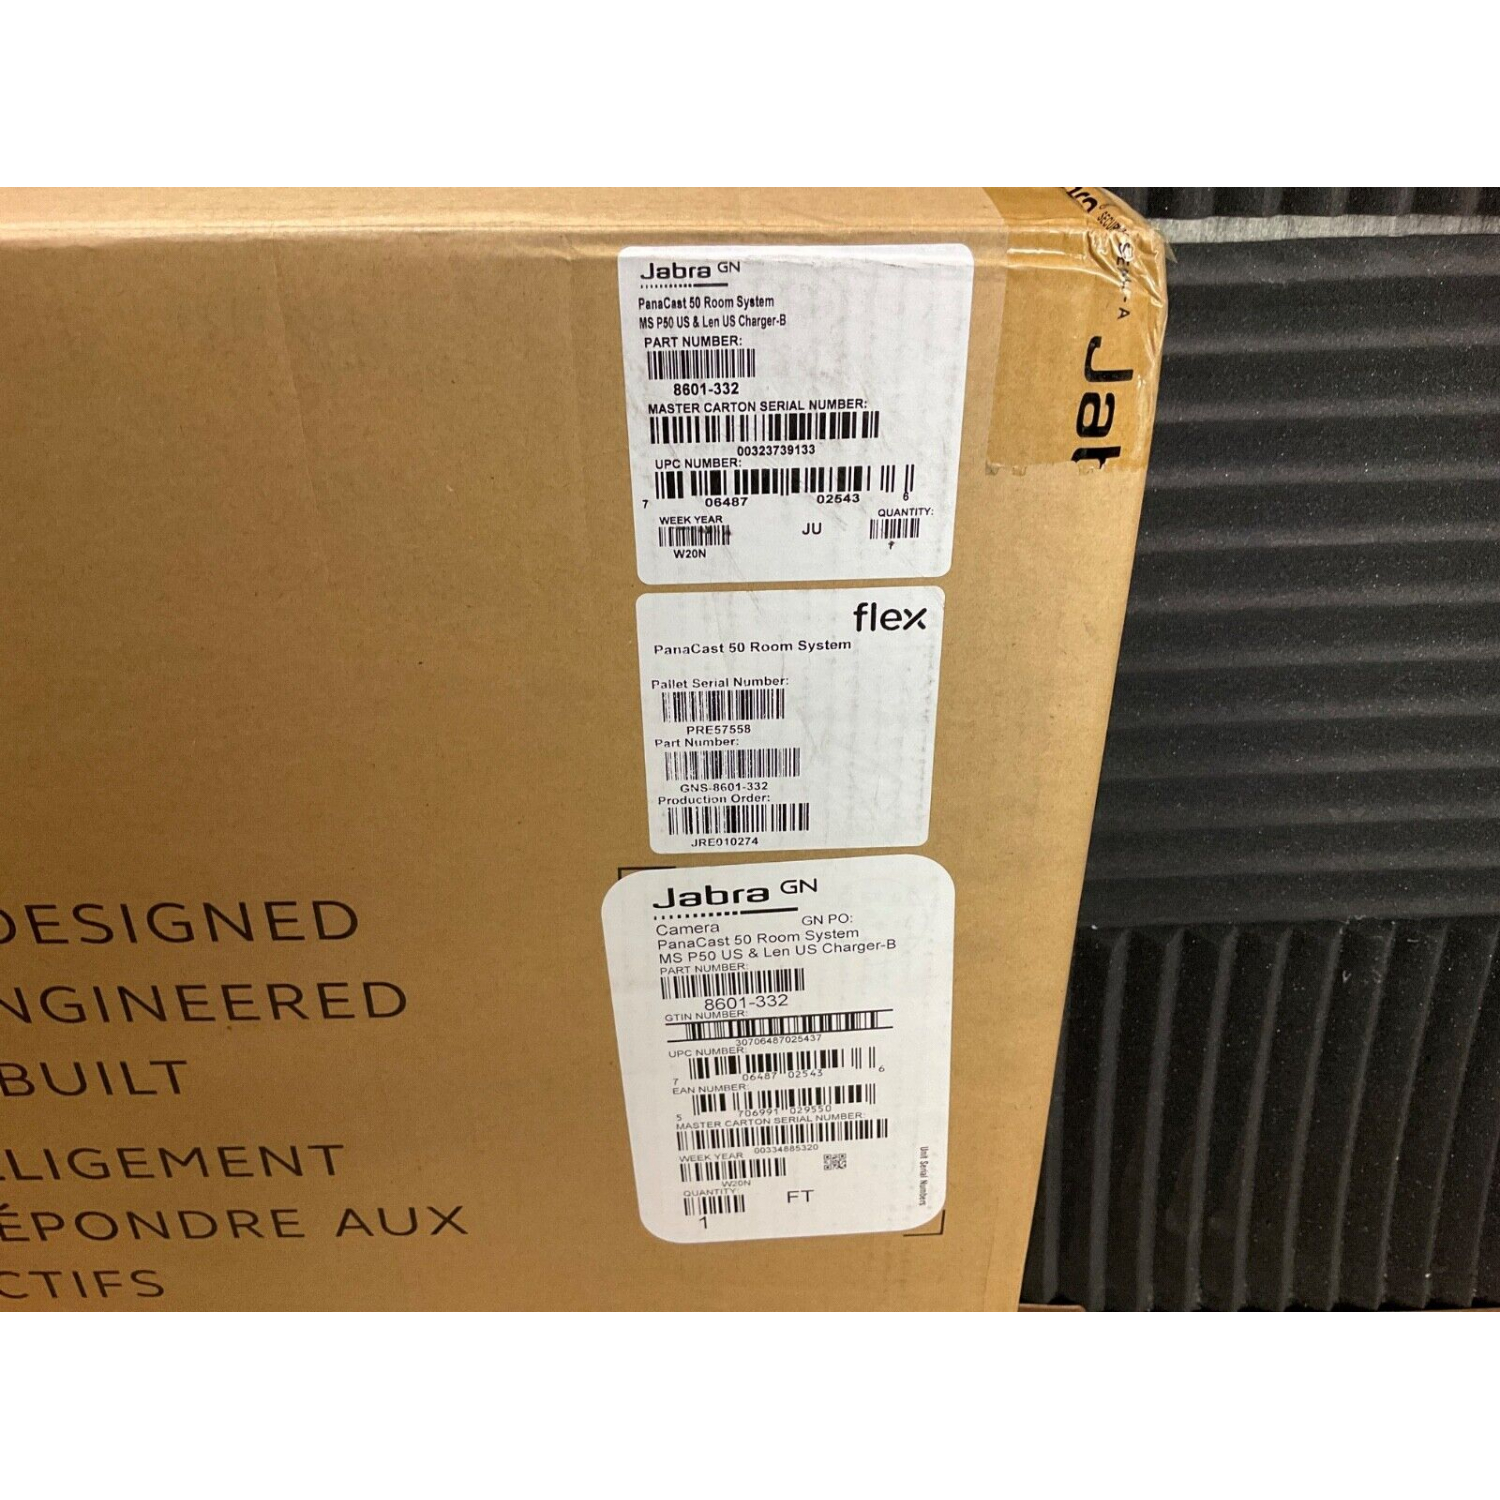 Jabra GN
PanaCast 50 Room System
MS P50 US & Len US Charger-B
PART NUMBER:
8601-332
MASTER CARTON SERIAL NUMBER:
00323739133
UPC NUMBER:
7 06487 02543 6
WEEK YEAR
W20N
JU
QUANTITY:
SECURITY SEAL - A
Jab
flex
PanaCast 50 Room System
Pallet Serial Number:
PRE57558
Part Number:
GNS-8601-332
Production Order:
JRE010274
Jabra GN
GN PO:
Camera
PanaCast 50 Room System
MS P50 US & Len US Charger-B
PART NUMBER:
8601-332
GTIN NUMBER:
30706487025437
UPC NUMBER:
7 06487 02543 6
EAN NUMBER:
5 706991 029550
MASTER CARTON SERIAL NUMBER:
00334885320
WEEK YEAR
W20N
QUANTITY
1
FT
Unit Serial Numbers
DESIGNED
NGINEERED
BUILT
LLIGEMENT
ÉPONDRE AUX
CTIFS